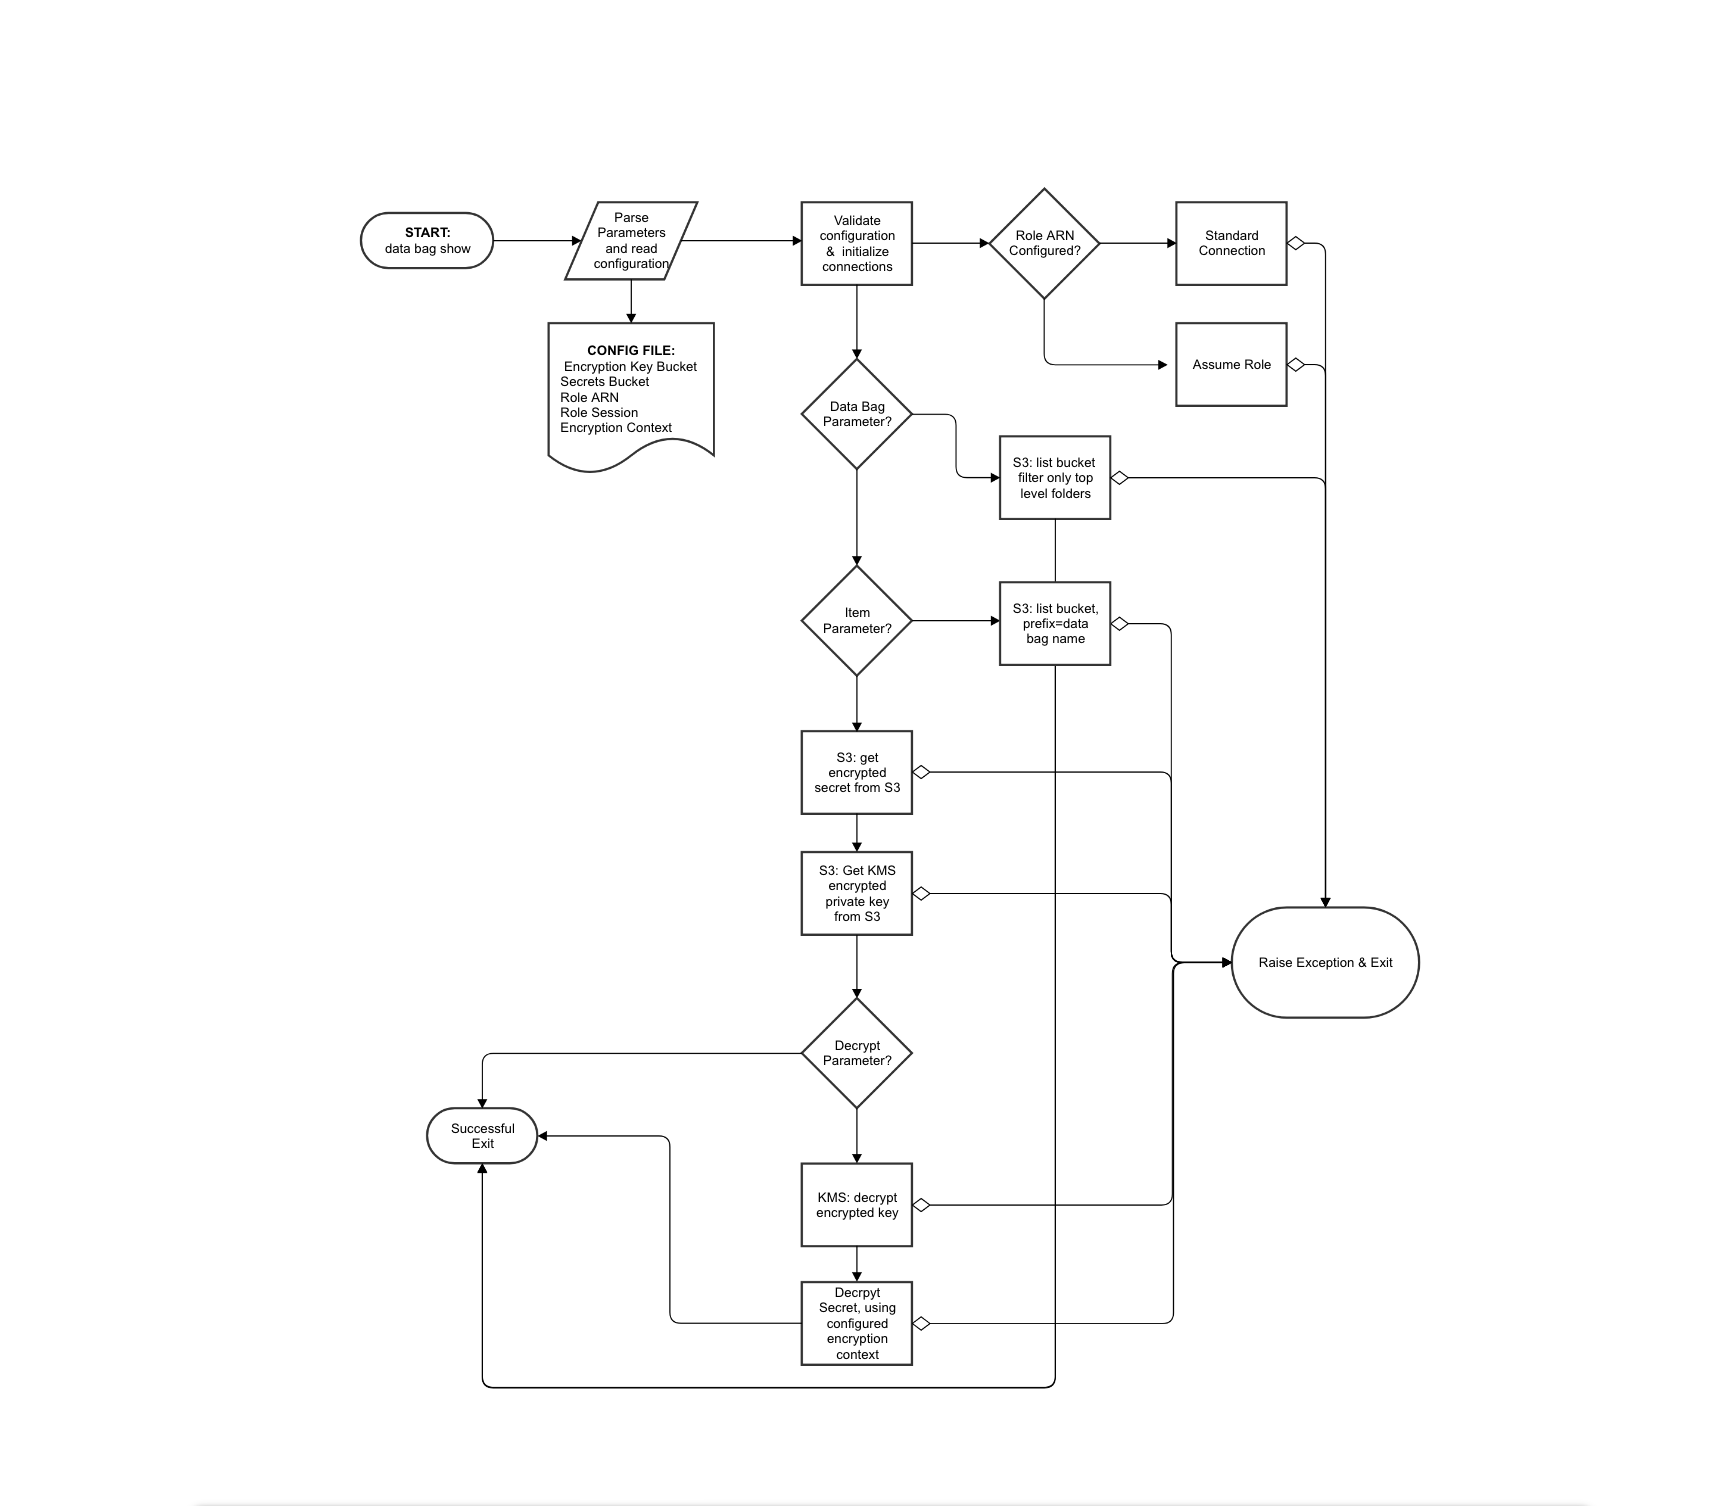 START:
data bag show
Parse
Parameters
and read
configuration
Validate
configuration
& initialize
connections
Role ARN
Configured?
Standard
Connection
CONFIG FILE:
Encryption Key Bucket
Secrets Bucket
Role ARN
Role Session
Encryption Context
Assume Role
Data Bag
Parameter?
S3: list bucket
filter only top
level folders
Item
Parameter?
S3: list bucket,
prefix=data
bag name
S3: get
encrypted
secret from S3
S3: Get KMS
encrypted
private key
from S3
Raise Exception & Exit
Decrypt
Parameter?
Successful
Exit
KMS: decrypt
encrypted key
Decrpyt
Secret, using
configured
encryption
context